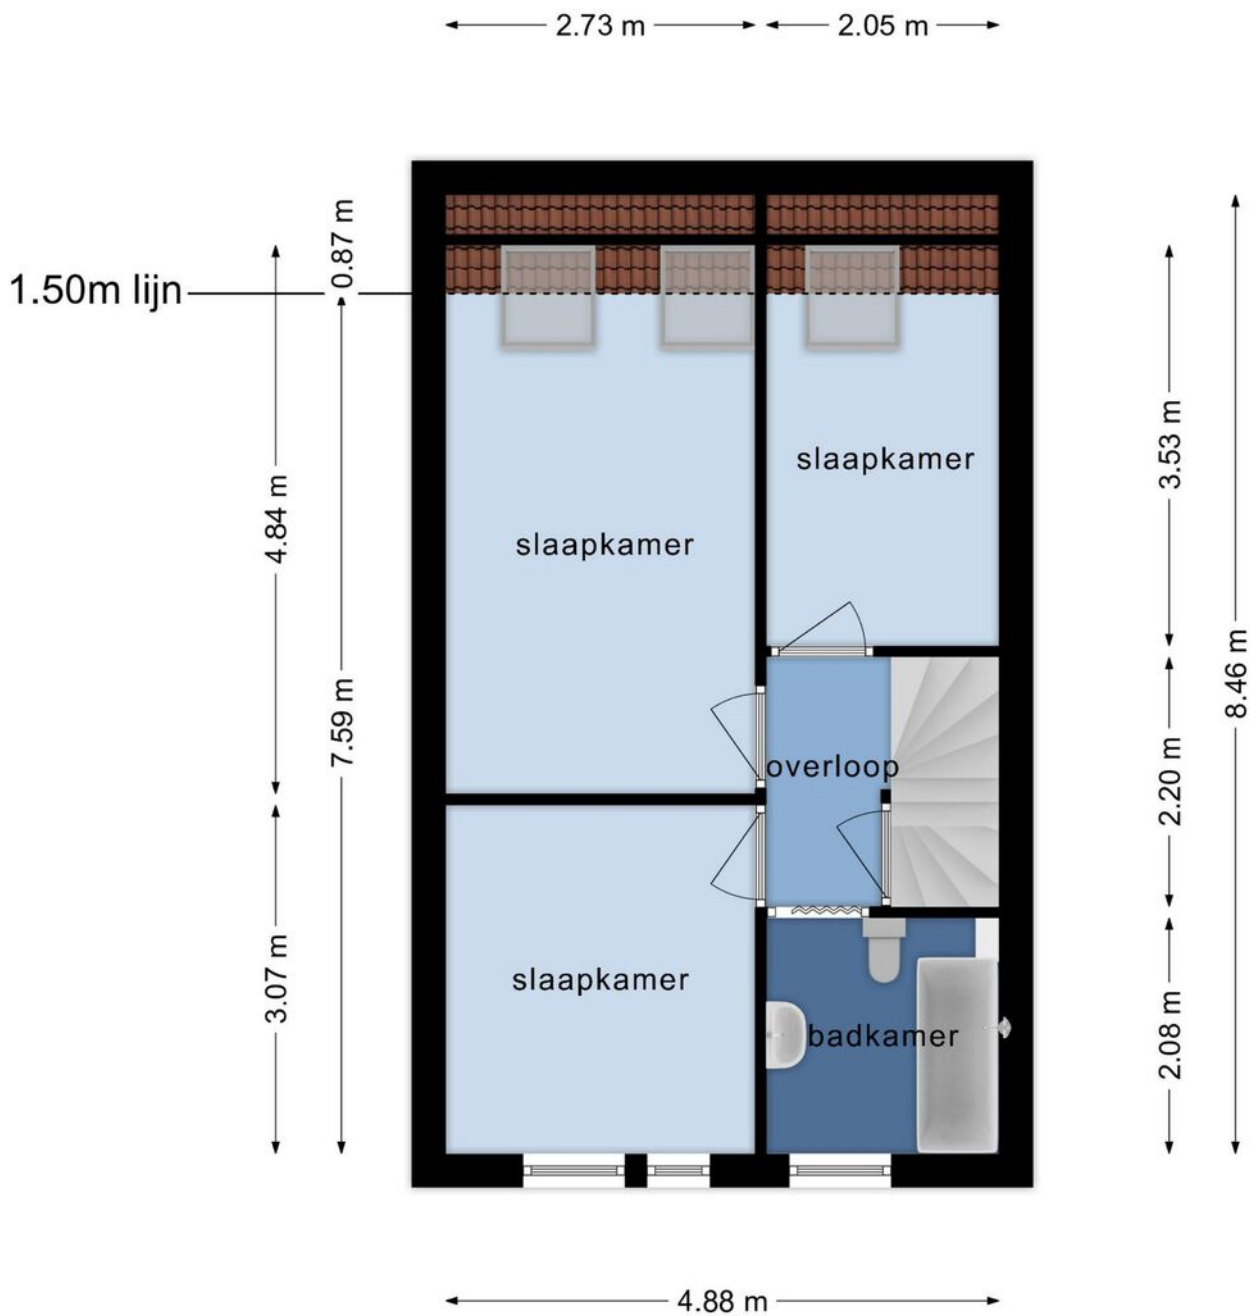 2.73 m
2.05 m
0.87 m
1.50m lijn
3.53 m
slaapkamer
4.84 m
slaapkamer
8.46 m
7.59 m
2.20 m
overloop
3.07 m
slaapkamer
2.08 m
badkamer
4.88 m